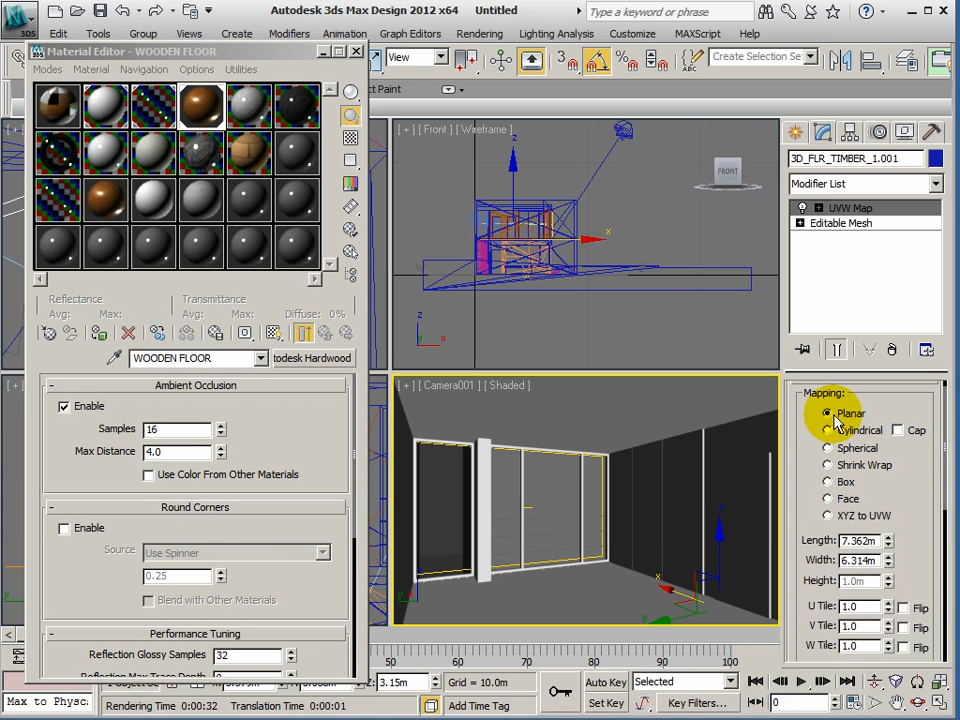 Autodesk 3ds Max Design 2012 x64 Untitled
Type a keyword or phrase
3DS
Edit Tools Group Views Create Modifiers Animation Graph Editors Rendering Lighting Analysis Customize MAXScript Help
Material Editor - WOODEN FLOOR
View
Create Selection Se
Modes Material Navigation Options Utilities
ct Paint
[ + ] [ Front ] [ Wireframe ]
FRONT
z
x
z
x
3D_FLR_TIMBER_1.001
Modifier List
UVW Map
Editable Mesh
Reflectance
Avg: Max:
Transmittance
Avg: Max: Diffuse: 0%
WOODEN FLOOR
todesk Hardwood
[ + ] [ Camera001 ] [ Shaded ]
Ambient Occlusion
Enable
Samples 16
Max Distance 4.0
Use Color From Other Materials
Round Corners
Enable
Source Use Spinner
0.25
Blend with Other Materials
Performance Tuning
Reflection Glossy Samples 32
Mapping:
Planar
Cylindrical Cap
Spherical
Shrink Wrap
Box
Face
XYZ to UVW
Length: 7.362m
Width: 6.314m
Height: 1.0m
U Tile: 1.0 Flip
V Tile: 1.0 Flip
W Tile: 1.0 Flip
50 60 70 80 90 100
Z: 3.15m Grid = 10.0m
Auto Key Selected
Set Key Key Filters...
0
Max to Physc
Rendering Time 0:00:32 Translation Time 0:00:01
Add Time Tag